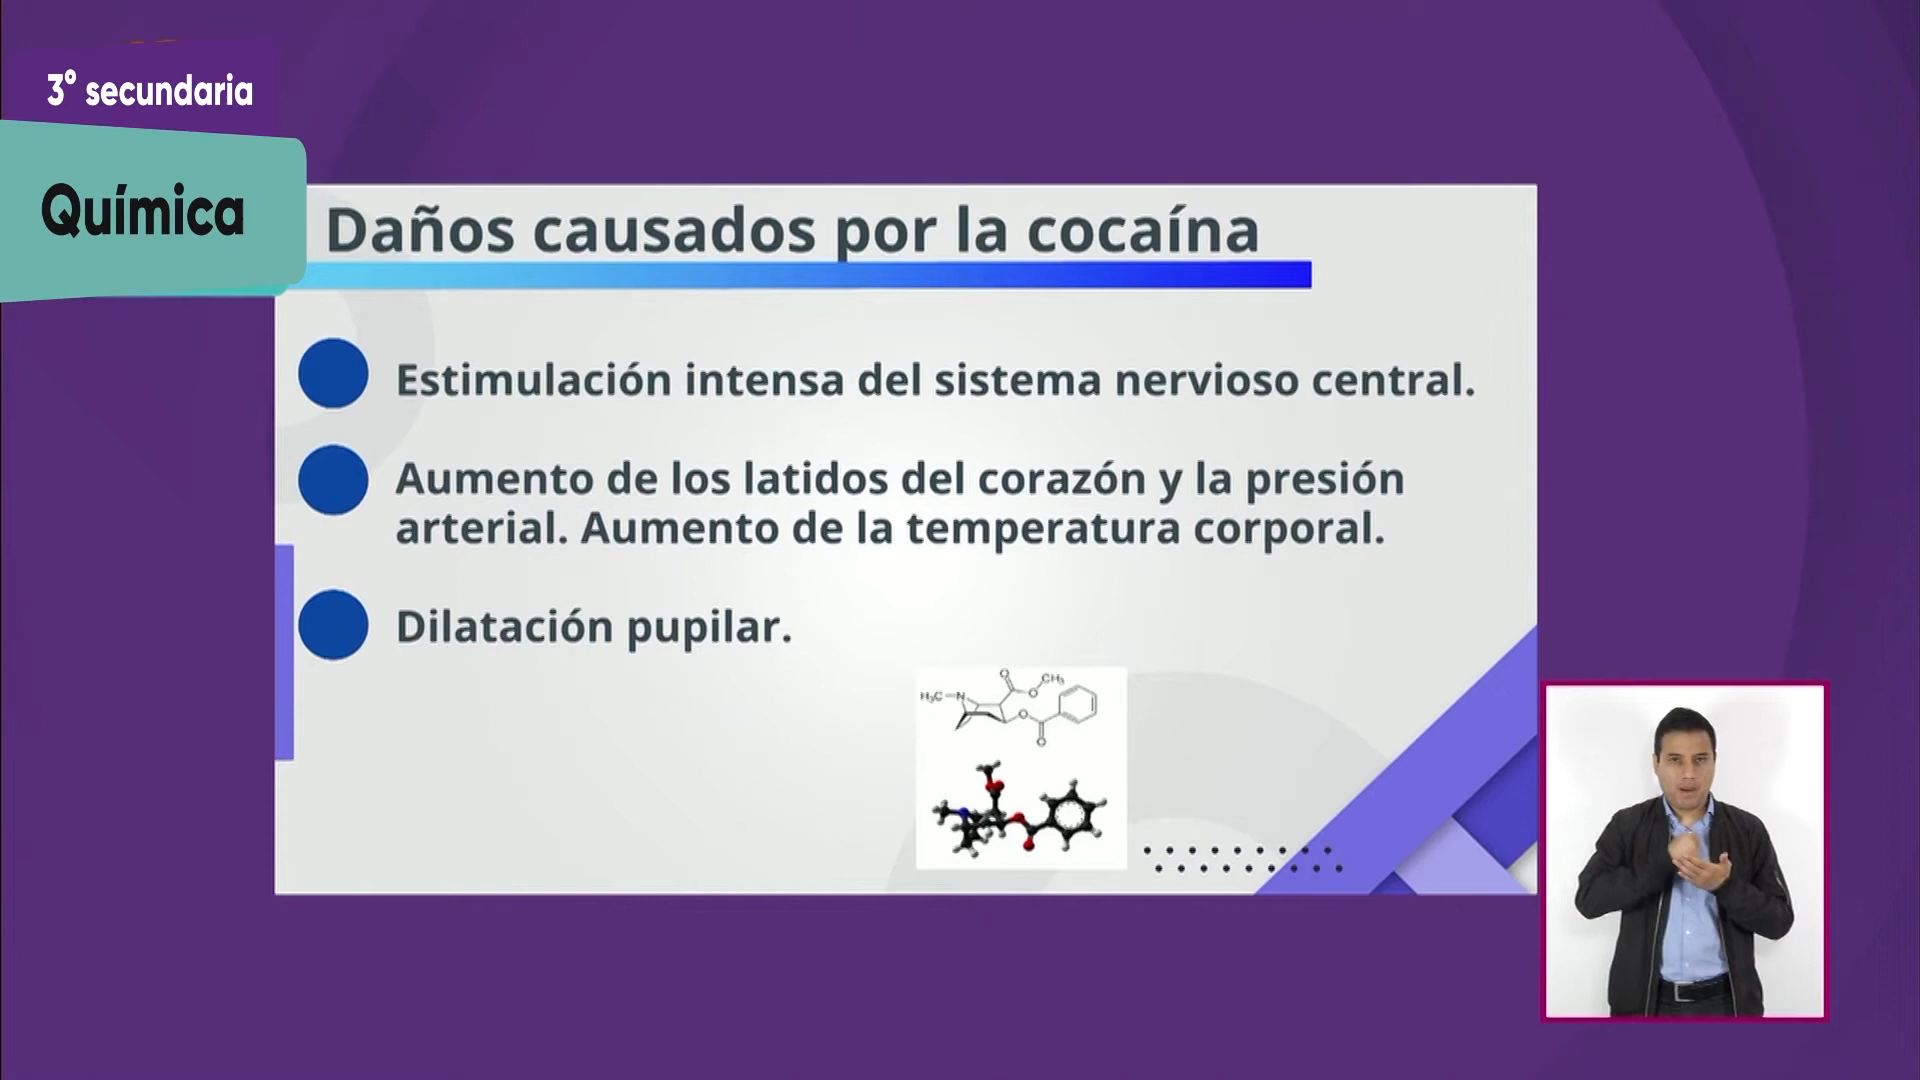 3° secundaria
Química
Daños causados por la cocaína
Estimulación intensa del sistema nervioso central.
Aumento de los latidos del corazón y la presión
arterial. Aumento de la temperatura corporal.
Dilatación pupilar.
O
CH₃
H₃C
N
O
O
O